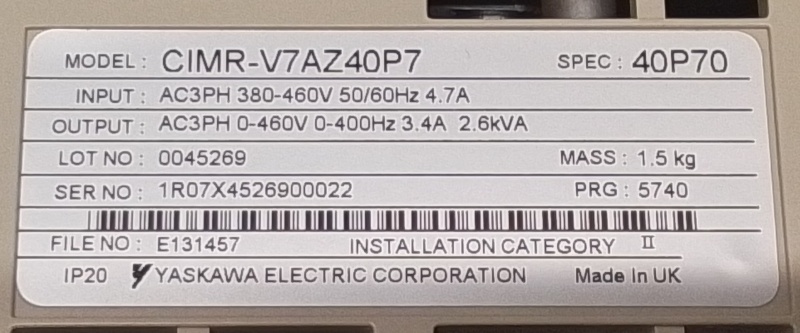 MODEL : CIMR-V7AZ40P7 SPEC : 40P70
INPUT : AC3PH 380-460V 50/60Hz 4.7A
OUTPUT : AC3PH 0-460V 0-400Hz 3.4A 2.6kVA
LOT NO : 0045269 MASS : 1.5 kg
SER NO : 1R07X4526900022 PRG : 5740
FILE NO : E131457 INSTALLATION CATEGORY II
IP20 YASKAWA ELECTRIC CORPORATION Made In UK